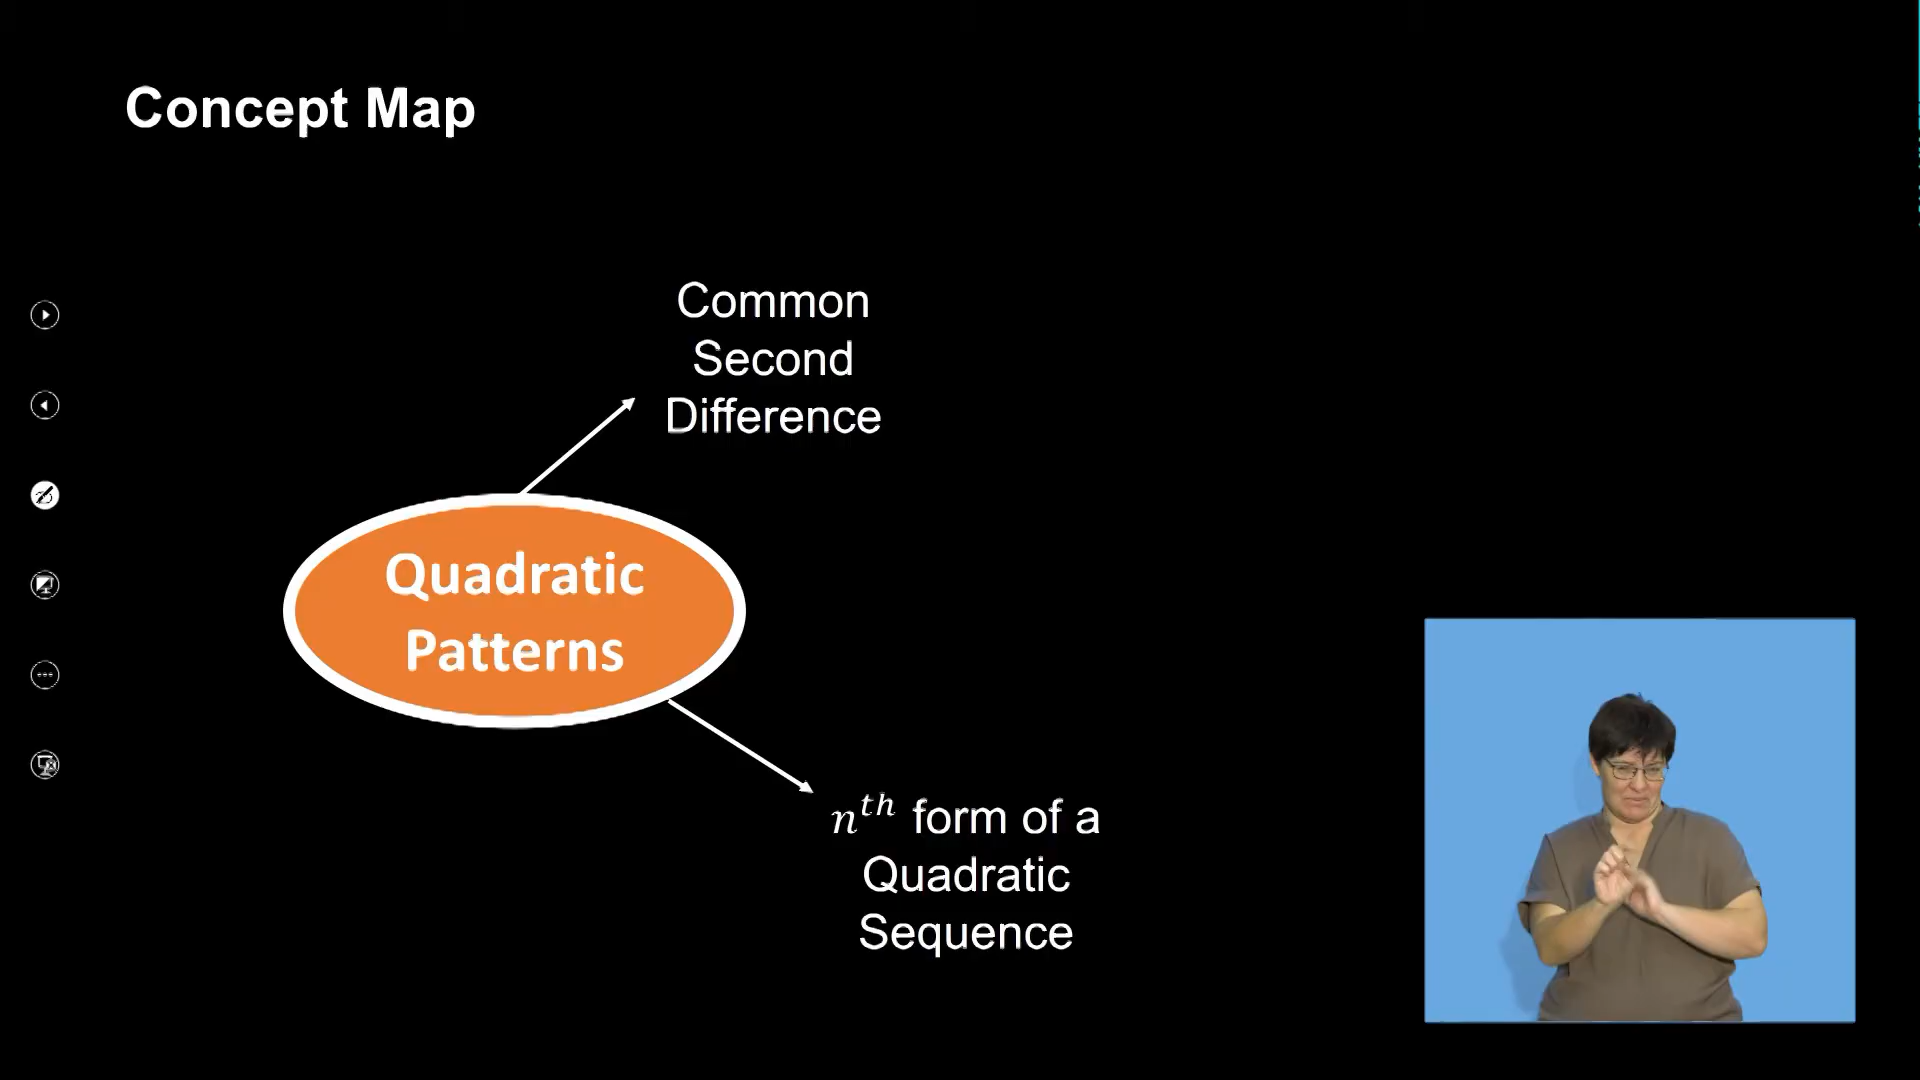 Concept Map
Common
Second
Difference
Quadratic
Patterns
n^{th} form of a
Quadratic
Sequence